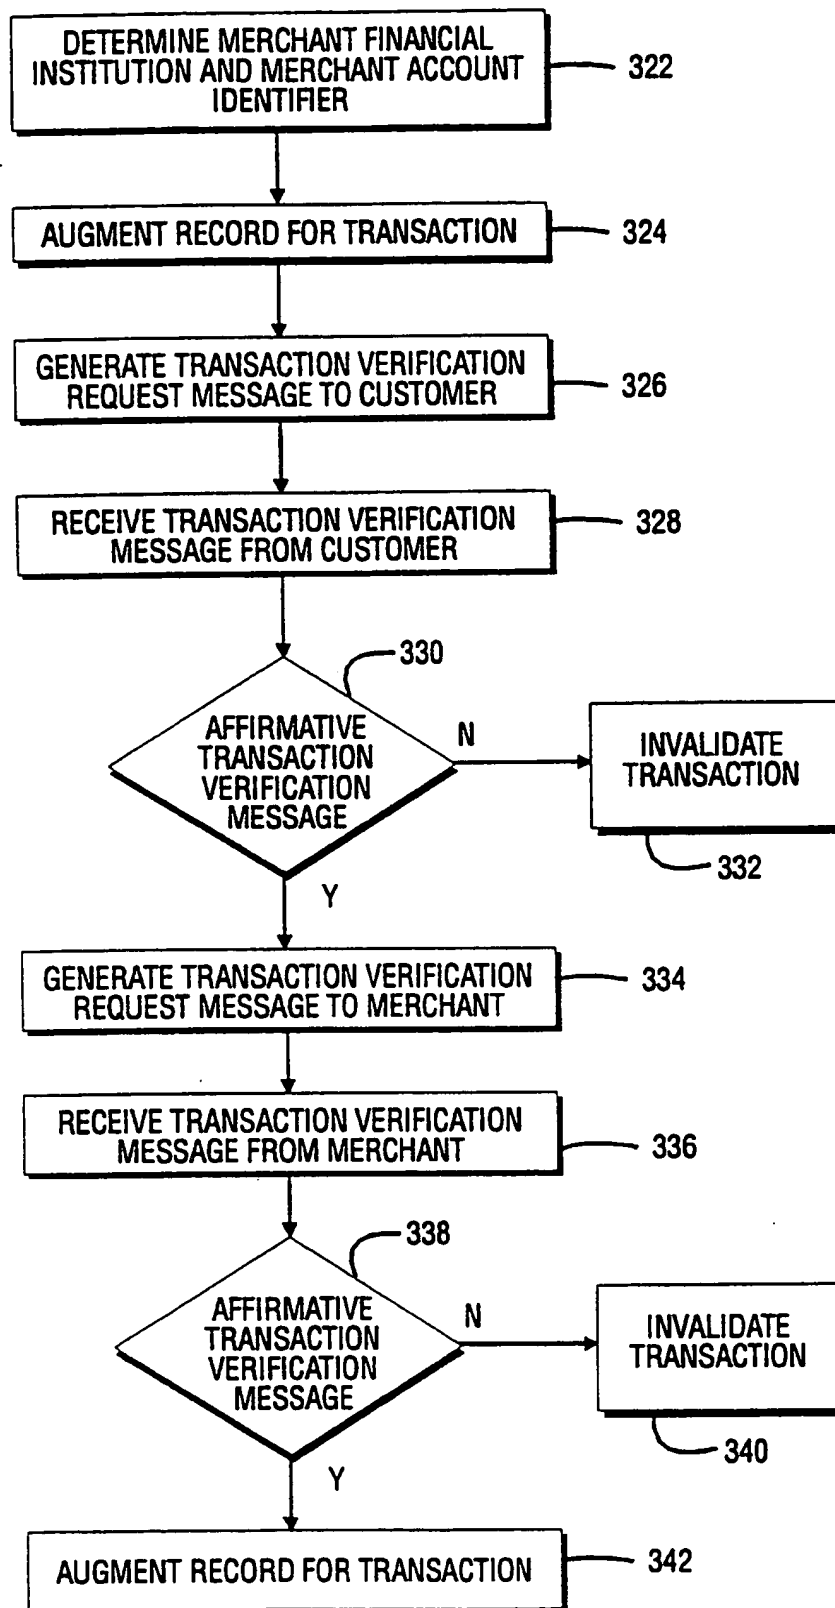 DETERMINE MERCHANT FINANCIAL
INSTITUTION AND MERCHANT ACCOUNT
IDENTIFIER
322
AUGMENT RECORD FOR TRANSACTION
324
GENERATE TRANSACTION VERIFICATION
REQUEST MESSAGE TO CUSTOMER
326
RECEIVE TRANSACTION VERIFICATION
MESSAGE FROM CUSTOMER
328
330
AFFIRMATIVE
TRANSACTION
VERIFICATION
MESSAGE
N
INVALIDATE
TRANSACTION
332
Y
GENERATE TRANSACTION VERIFICATION
REQUEST MESSAGE TO MERCHANT
334
RECEIVE TRANSACTION VERIFICATION
MESSAGE FROM MERCHANT
336
338
AFFIRMATIVE
TRANSACTION
VERIFICATION
MESSAGE
N
INVALIDATE
TRANSACTION
340
Y
AUGMENT RECORD FOR TRANSACTION
342